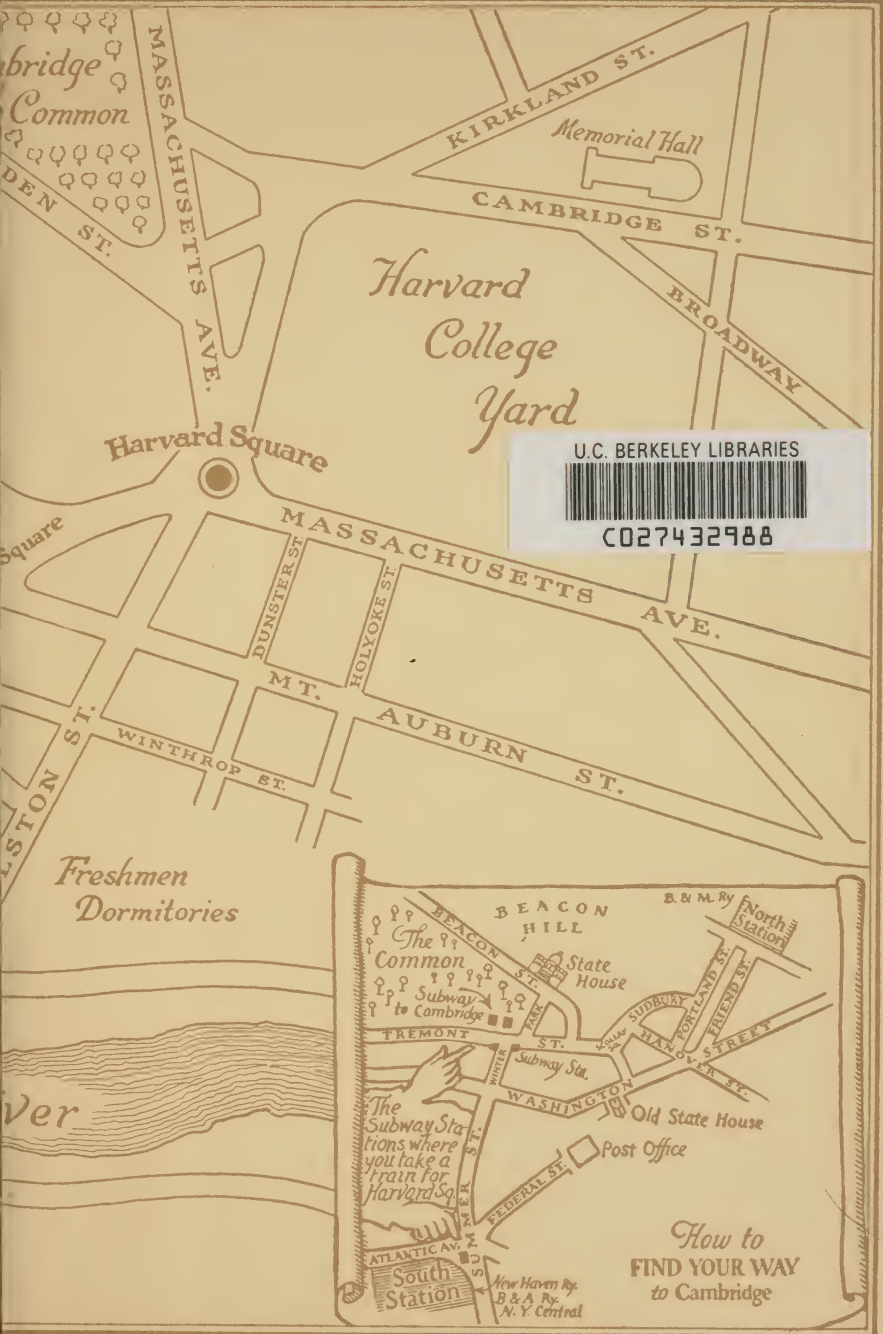 bridge
Common
MASSACHUSETTS AVE.
DEN ST.
KIRKLAND ST.
Memorial Hall
CAMBRIDGE ST.
BROADWAY
Harvard
College
Yard
Harvard Square
U.C. BERKELEY LIBRARIES
C027432988
Square
MASSACHUSETTS AVE.
DUNSTER ST.
HOLYOKE ST.
MT. AUBURN ST.
WINTHROP ST.
LSTON ST.
Freshmen
Dormitories
ver
BEACON
HILL
BEACON ST.
The
Common
State
House
Subway
to Cambridge
PARK
TREMONT ST.
B. & M. Ry
North
Station
PORTLAND ST.
FRIEND ST.
SUDBURY
HANOVER ST.
WINTER
Subway Sta.
WASHINGTON STREET
Old State House
Post Office
The
Subway Sta-
tions where
you take a
train for
Harvard Sq.
SUMMER ST.
FEDERAL ST.
ATLANTIC AV.
South
Station
New Haven Ry.
B & A Ry.
N.Y. Central
How to
FIND YOUR WAY
to Cambridge